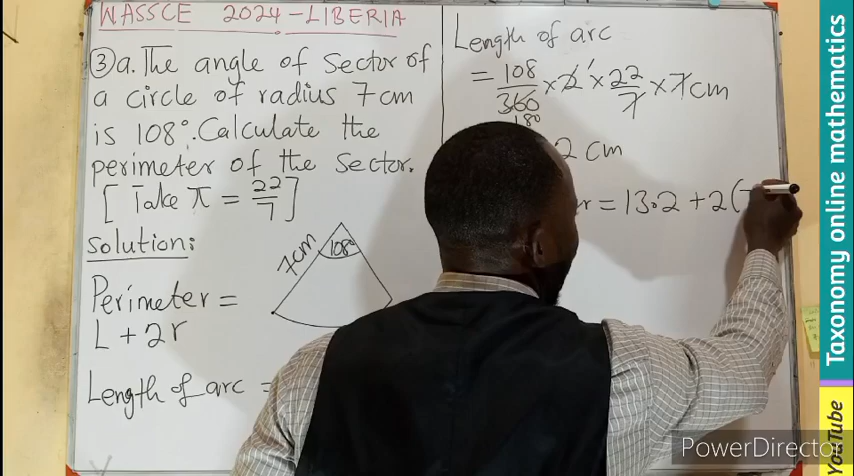 WASSCE 2024 - LIBERIA
③a. The angle of sector of
a circle of radius 7cm
is 108°. Calculate the
perimeter of the sector.
[Take π = 22/7]
Solution:
Perimeter =
L + 2r
Length of arc =
7cm
108°
Length of arc
= 108/360 × 2 × 22/7 × 7cm
180
1
2 cm
r = 13.2 + 2(7
Taxonomy online mathematics
YouTube
PowerDirector